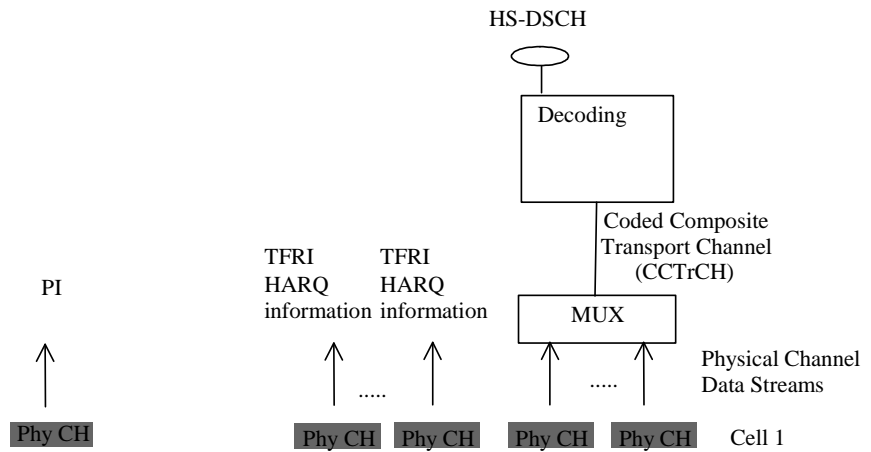 HS-DSCH
Decoding
Coded Composite
Transport Channel
(CCTrCH)
TFRI
HARQ
information
TFRI
HARQ
information
PI
MUX
Physical Channel
Data Streams
.....
.....
Phy CH
Phy CH
Phy CH
Phy CH
Phy CH
Cell 1